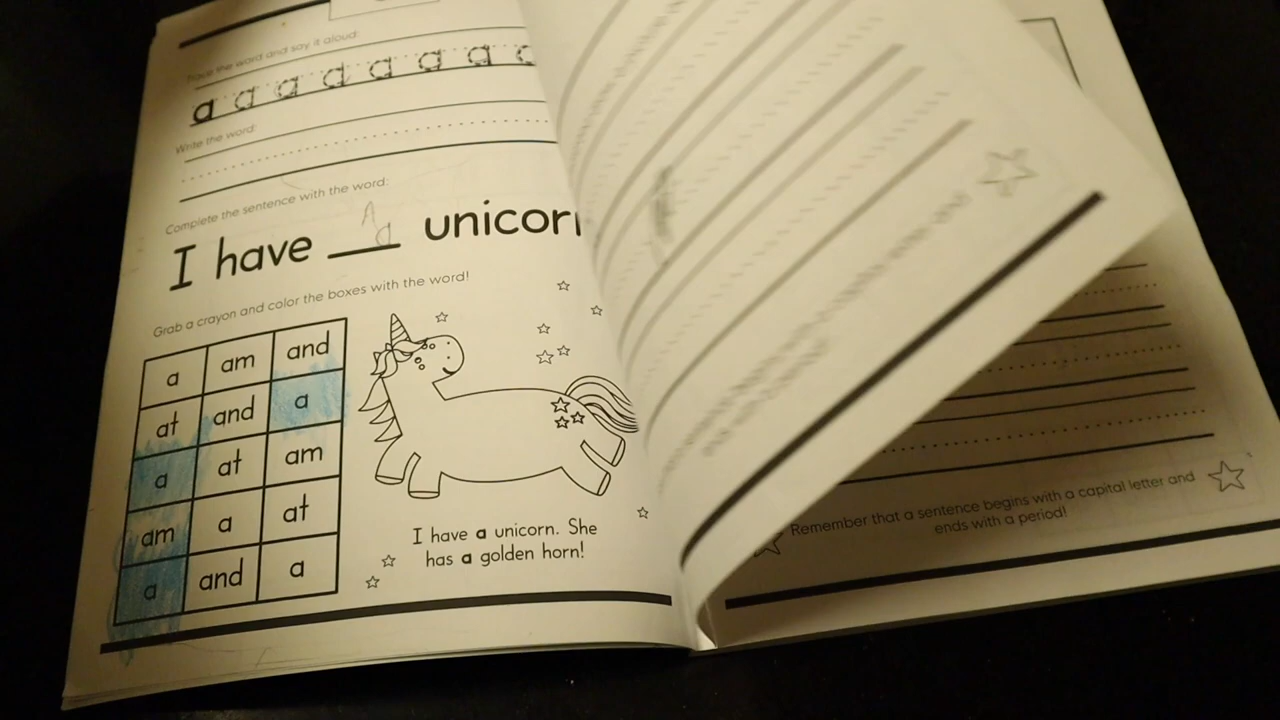 Trace the word and say it aloud:
a a a a a a a
Write the word:
Complete the sentence with the word:
A
I have a unicorn
Grab a crayon and color the boxes with the word!
a am and
at and a
a at am
am a at
a and a
I have a unicorn. She
has a golden horn!
Remember that a sentence begins with a capital letter and
ends with a period!